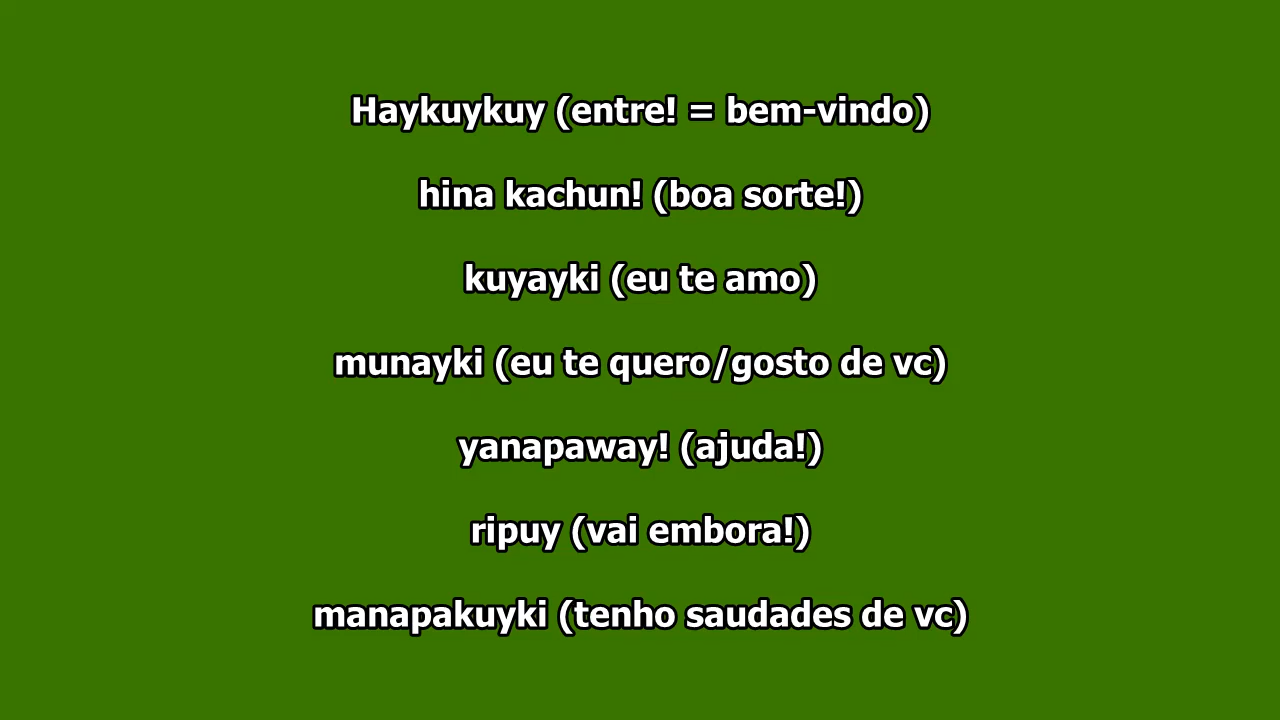 Haykuykuy (entre! = bem-vindo)
hina kachun! (boa sorte!)
kuyayki (eu te amo)
munayki (eu te quero/gosto de vc)
yanapaway! (ajuda!)
ripuy (vai embora!)
manapakuyki (tenho saudades de vc)